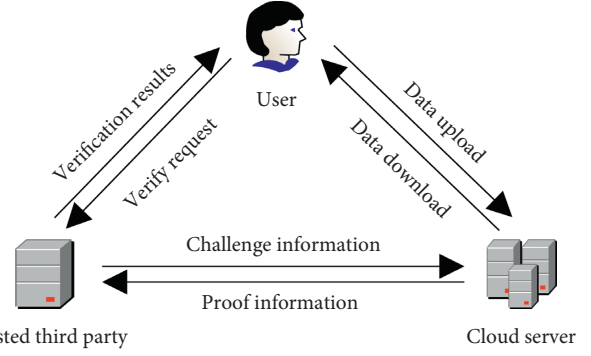 User
Verification results
Verify request
Data upload
Data download
Challenge information
Proof information
sted third party
Cloud server